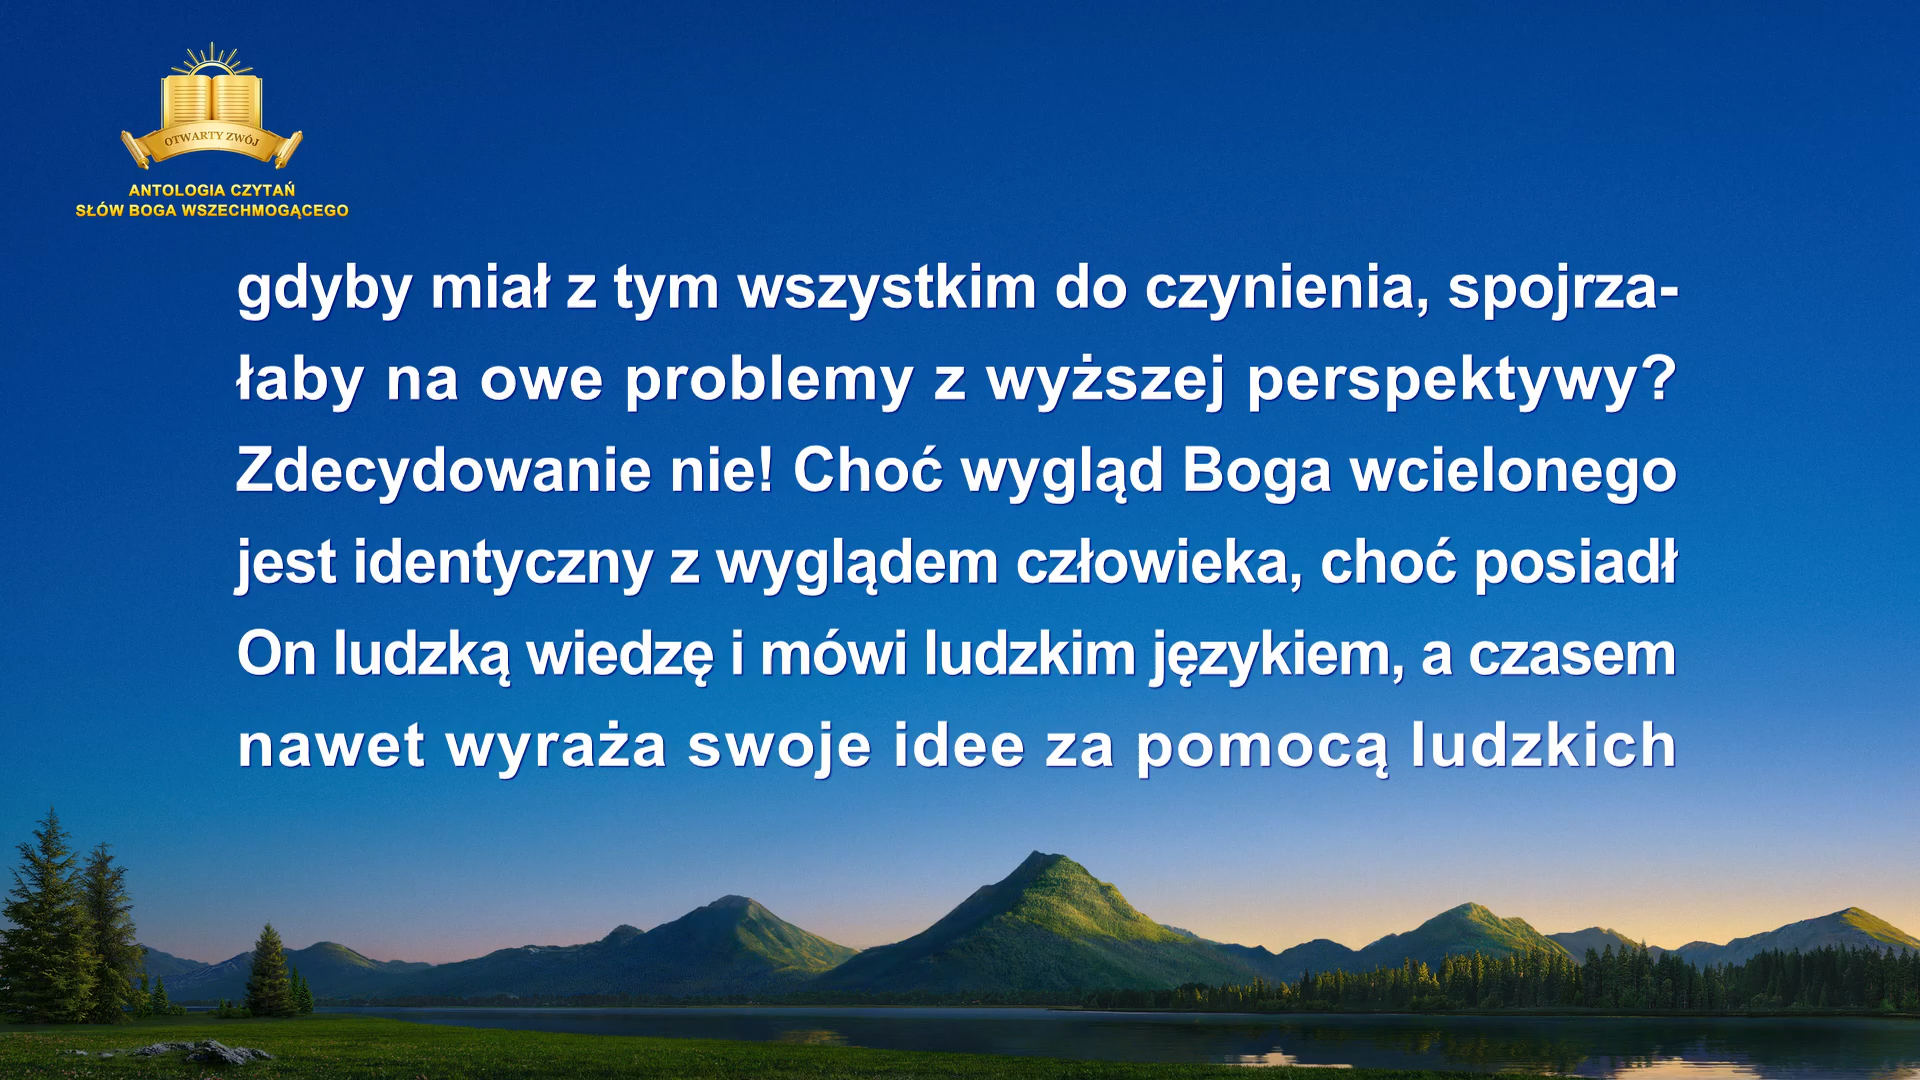 OTWARTY ZWÓJ
ANTOLOGIA CZYTAŃ
SŁÓW BOGA WSZECHMOGĄCEGO
gdyby miał z tym wszystkim do czynienia, spojrza-
łaby na owe problemy z wyższej perspektywy?
Zdecydowanie nie! Choć wygląd Boga wcielonego
jest identyczny z wyglądem człowieka, choć posiadł
On ludzką wiedzę i mówi ludzkim językiem, a czasem
nawet wyraża swoje idee za pomocą ludzkich